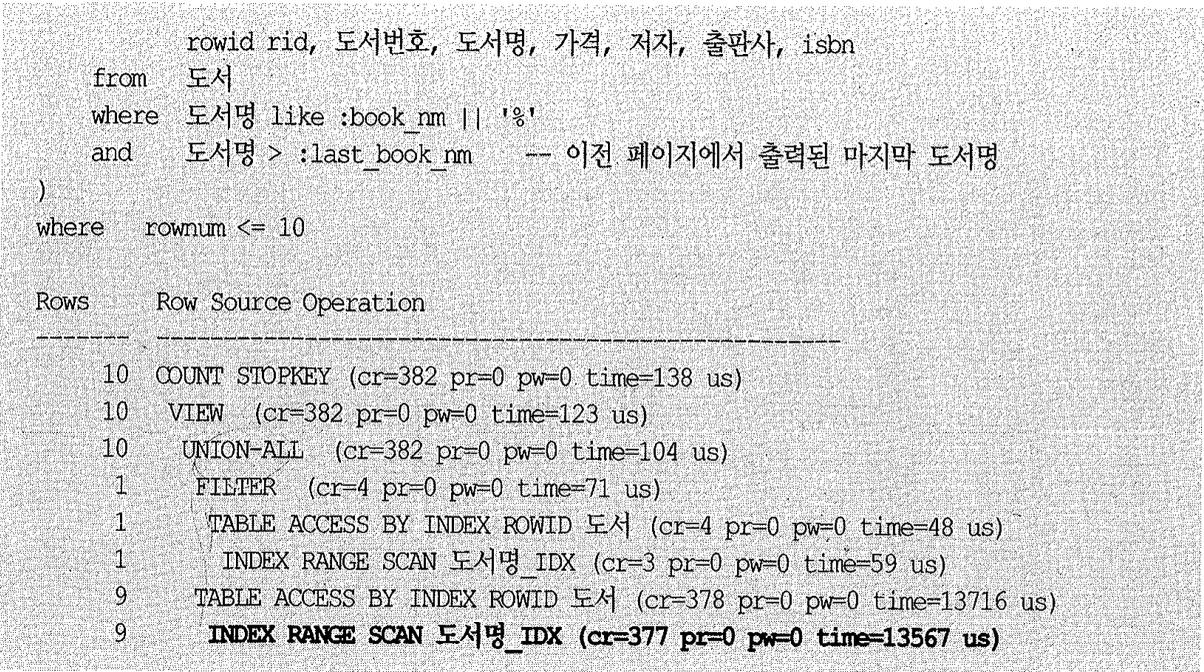 rowid rid, 도서번호, 도서명, 가격, 저자, 출판사, isbn
from 도서
where 도서명 like :book_nm || '%'
and 도서명 > :last_book_nm -- 이전 페이지에서 출력된 마지막 도서명
)
where rownum <= 10
Rows Row Source Operation
------- ---------------------------------------------------
10 COUNT STOPKEY (cr=382 pr=0 pw=0 time=138 us)
10 VIEW (cr=382 pr=0 pw=0 time=123 us)
10 UNION-ALL (cr=382 pr=0 pw=0 time=104 us)
1 FILTER (cr=4 pr=0 pw=0 time=71 us)
1 TABLE ACCESS BY INDEX ROWID 도서 (cr=4 pr=0 pw=0 time=48 us)
1 INDEX RANGE SCAN 도서명_IDX (cr=3 pr=0 pw=0 time=59 us)
9 TABLE ACCESS BY INDEX ROWID 도서 (cr=378 pr=0 pw=0 time=13716 us)
9 INDEX RANGE SCAN 도서명_IDX (cr=377 pr=0 pw=0 time=13567 us)